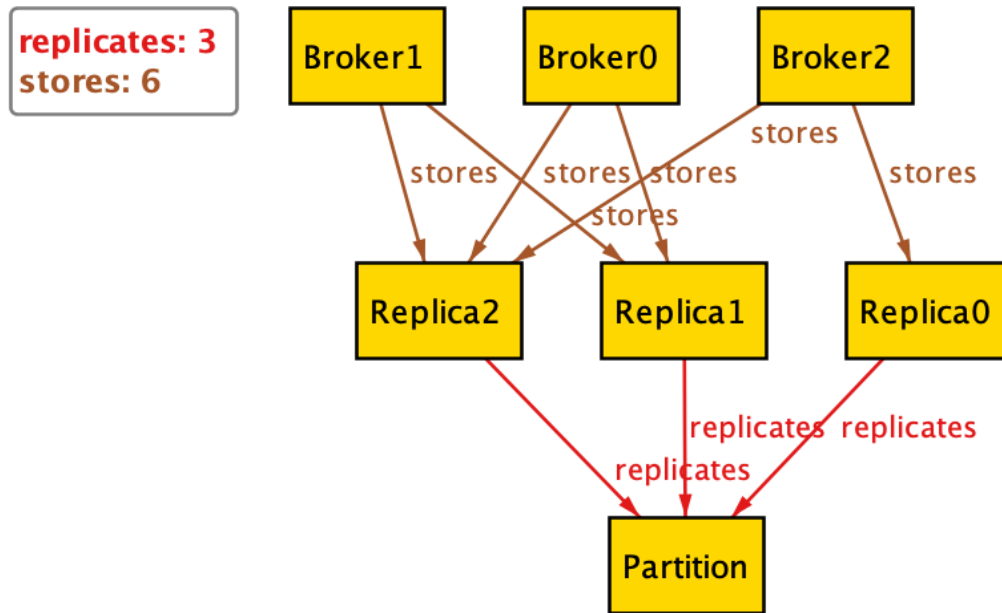 replicates: 3
stores: 6
Broker1
Broker0
Broker2
stores
stores
stores
stores
stores
stores
Replica2
Replica1
Replica0
replicates
replicates
replicates
Partition